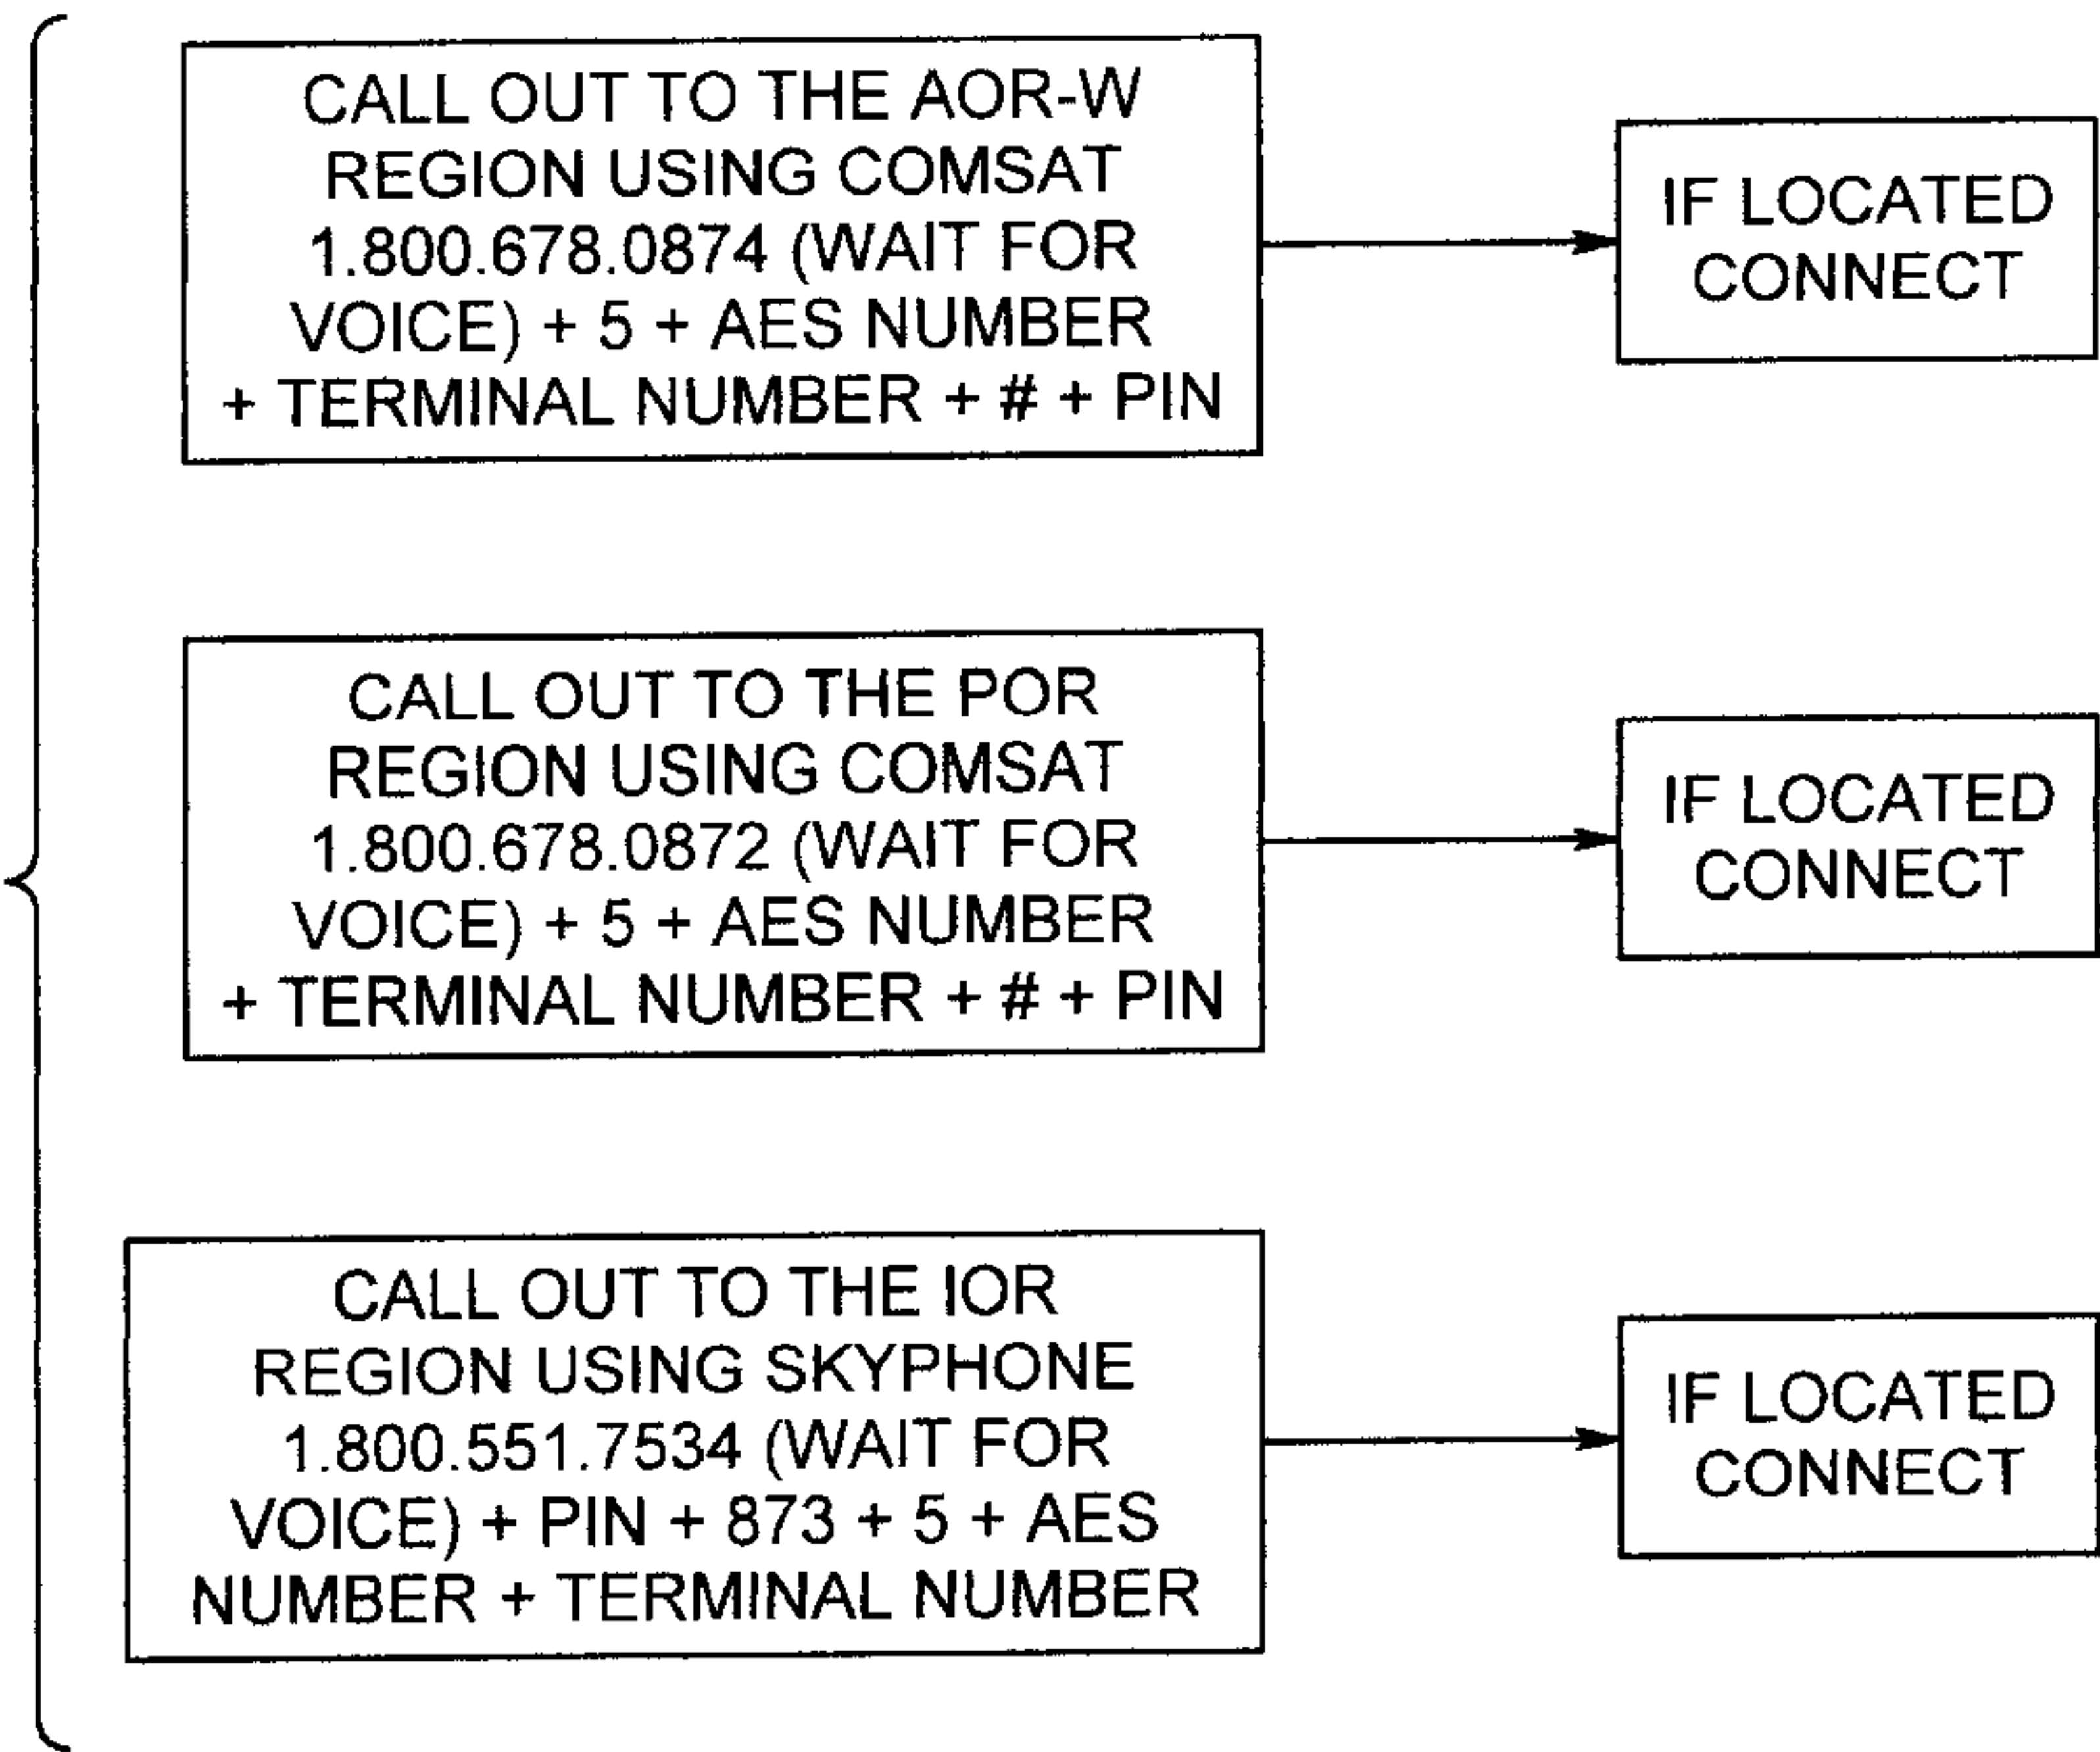 CALL OUT TO THE AOR-W
REGION USING COMSAT
1.800.678.0874 (WAIT FOR
VOICE) + 5 + AES NUMBER
+ TERMINAL NUMBER + # + PIN
IF LOCATED
CONNECT
CALL OUT TO THE POR
REGION USING COMSAT
1.800.678.0872 (WAIT FOR
VOICE) + 5 + AES NUMBER
+ TERMINAL NUMBER + # + PIN
IF LOCATED
CONNECT
CALL OUT TO THE IOR
REGION USING SKYPHONE
1.800.551.7534 (WAIT FOR
VOICE) + PIN + 873 + 5 + AES
NUMBER + TERMINAL NUMBER
IF LOCATED
CONNECT